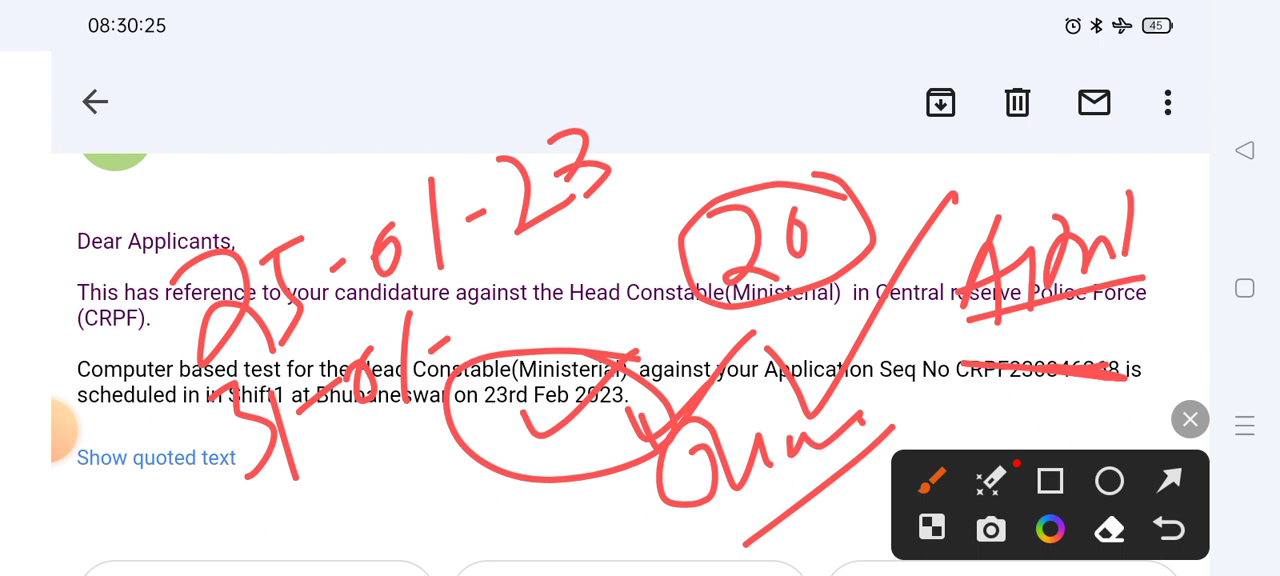 08:30:25
45
25-01-23
20
April
Dear Applicants,
This has reference to your candidature against the Head Constable(Ministerial) in Central reserve Police Force
(CRPF).
Computer based test for the Head Constable(Ministerial) against your Application Seq No is
scheduled in in Shift1 at Bhubaneswar on 23rd Feb 2023.
31-01-
Show quoted text